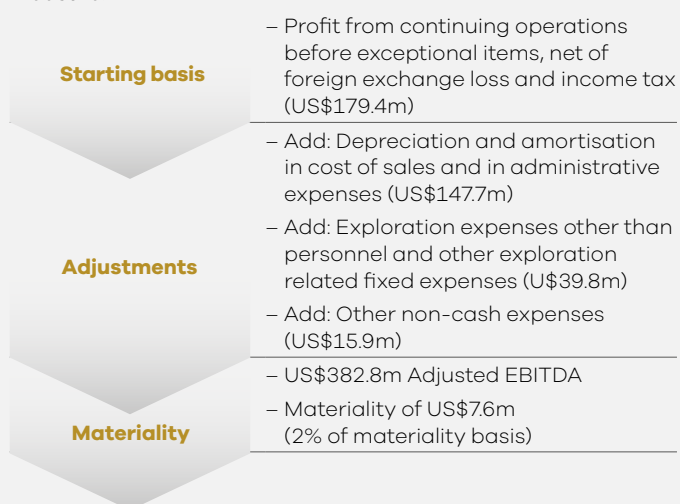 Starting basis
– Profit from continuing operations
before exceptional items, net of
foreign exchange loss and income tax
(US$179.4m)
Adjustments
– Add: Depreciation and amortisation
in cost of sales and in administrative
expenses (US$147.7m)
– Add: Exploration expenses other than
personnel and other exploration
related fixed expenses (U$39.8m)
– Add: Other non-cash expenses
(US$15.9m)
Materiality
– US$382.8m Adjusted EBITDA
– Materiality of US$7.6m
(2% of materiality basis)